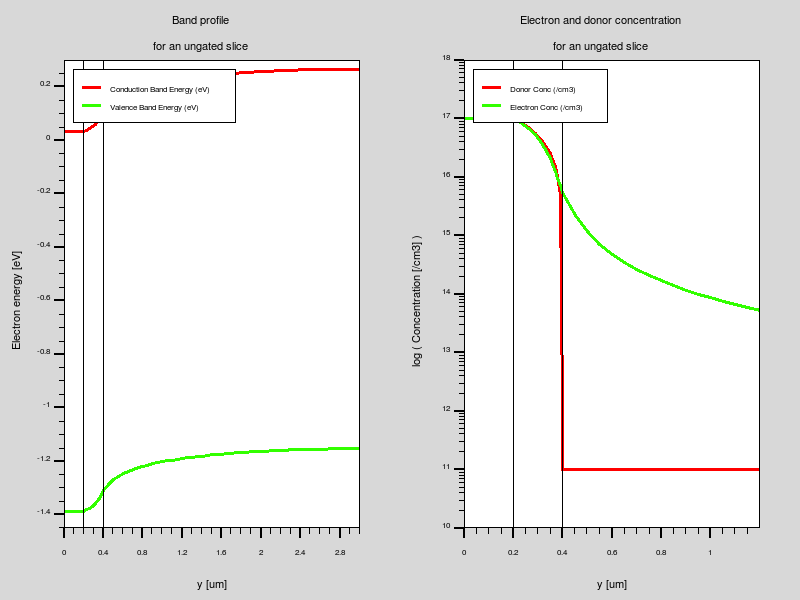 Band profile
for an ungated slice
Conduction Band Energy (eV)
Valence Band Energy (eV)
0.2
0
-0.2
-0.4
-0.6
-0.8
-1
-1.2
-1.4
Electron energy [eV]
0 0.4 0.8 1.2 1.6 2 2.4 2.8
y [um]
Electron and donor concentration
for an ungated slice
Donor Conc (/cm3)
Electron Conc (/cm3)
18
17
16
15
14
13
12
11
10
log ( Concentration [/cm3] )
0 0.2 0.4 0.6 0.8 1
y [um]